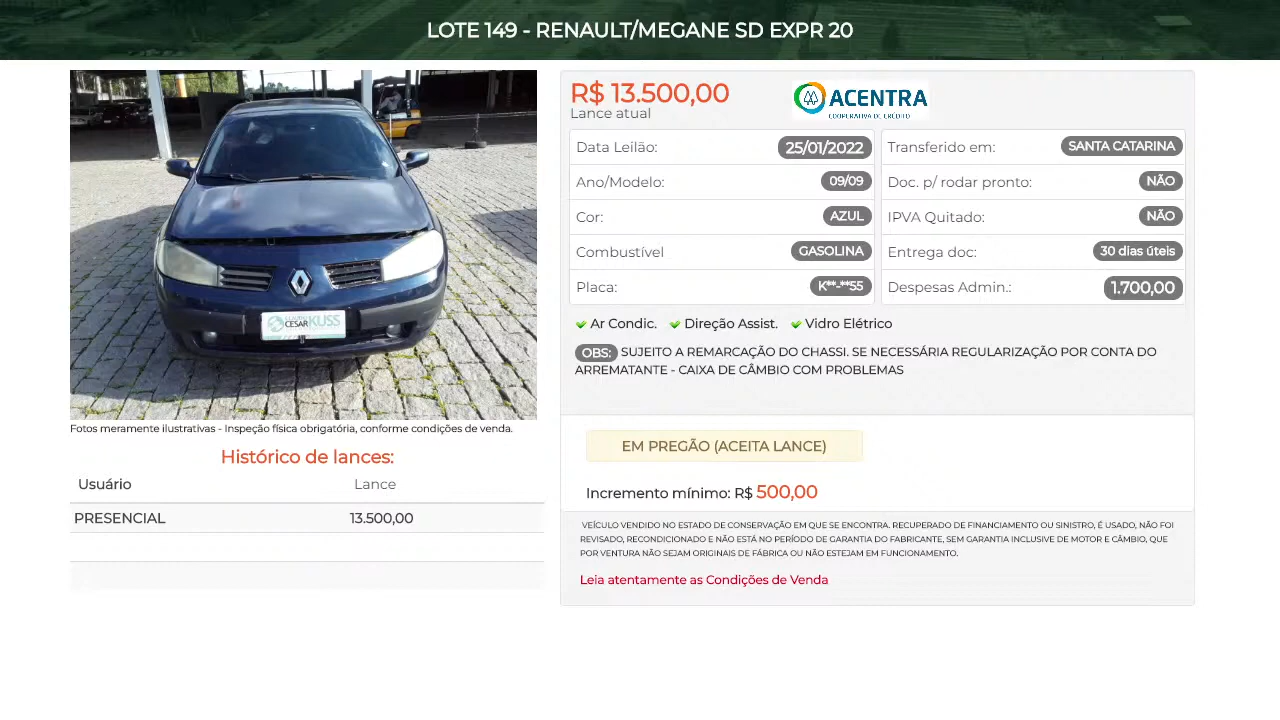 LOTE 149 - RENAULT/MEGANE SD EXPR 20
R$ 13.500,00
Lance atual
ACENTRA
COOPERATIVA DE CRÉDITO
Data Leilão: 25/01/2022
Ano/Modelo: 09/09
Cor: AZUL
Combustível GASOLINA
Placa: K**-**55
Transferido em: SANTA CATARINA
Doc. p/ rodar pronto: NÃO
IPVA Quitado: NÃO
Entrega doc: 30 dias úteis
Despesas Admin.: 1.700,00
Ar Condic. Direção Assist. Vidro Elétrico
OBS: SUJEITO A REMARCAÇÃO DO CHASSI. SE NECESSÁRIA REGULARIZAÇÃO POR CONTA DO
ARREMATANTE - CAIXA DE CÂMBIO COM PROBLEMAS
CESAR KUSS
Fotos meramente ilustrativas - Inspeção física obrigatória, conforme condições de venda.
Histórico de lances:
Usuário Lance
PRESENCIAL 13.500,00
EM PREGÃO (ACEITA LANCE)
Incremento mínimo: R$ 500,00
VEÍCULO VENDIDO NO ESTADO DE CONSERVAÇÃO EM QUE SE ENCONTRA. RECUPERADO DE FINANCIAMENTO OU SINISTRO, É USADO, NÃO FOI
REVISADO, RECONDICIONADO E NÃO ESTÁ NO PERÍODO DE GARANTIA DO FABRICANTE, SEM GARANTIA INCLUSIVE DE MOTOR E CÂMBIO, QUE
POR VENTURA NÃO SEJAM ORIGINAIS DE FÁBRICA OU NÃO ESTEJAM EM FUNCIONAMENTO.
Leia atentamente as Condições de Venda